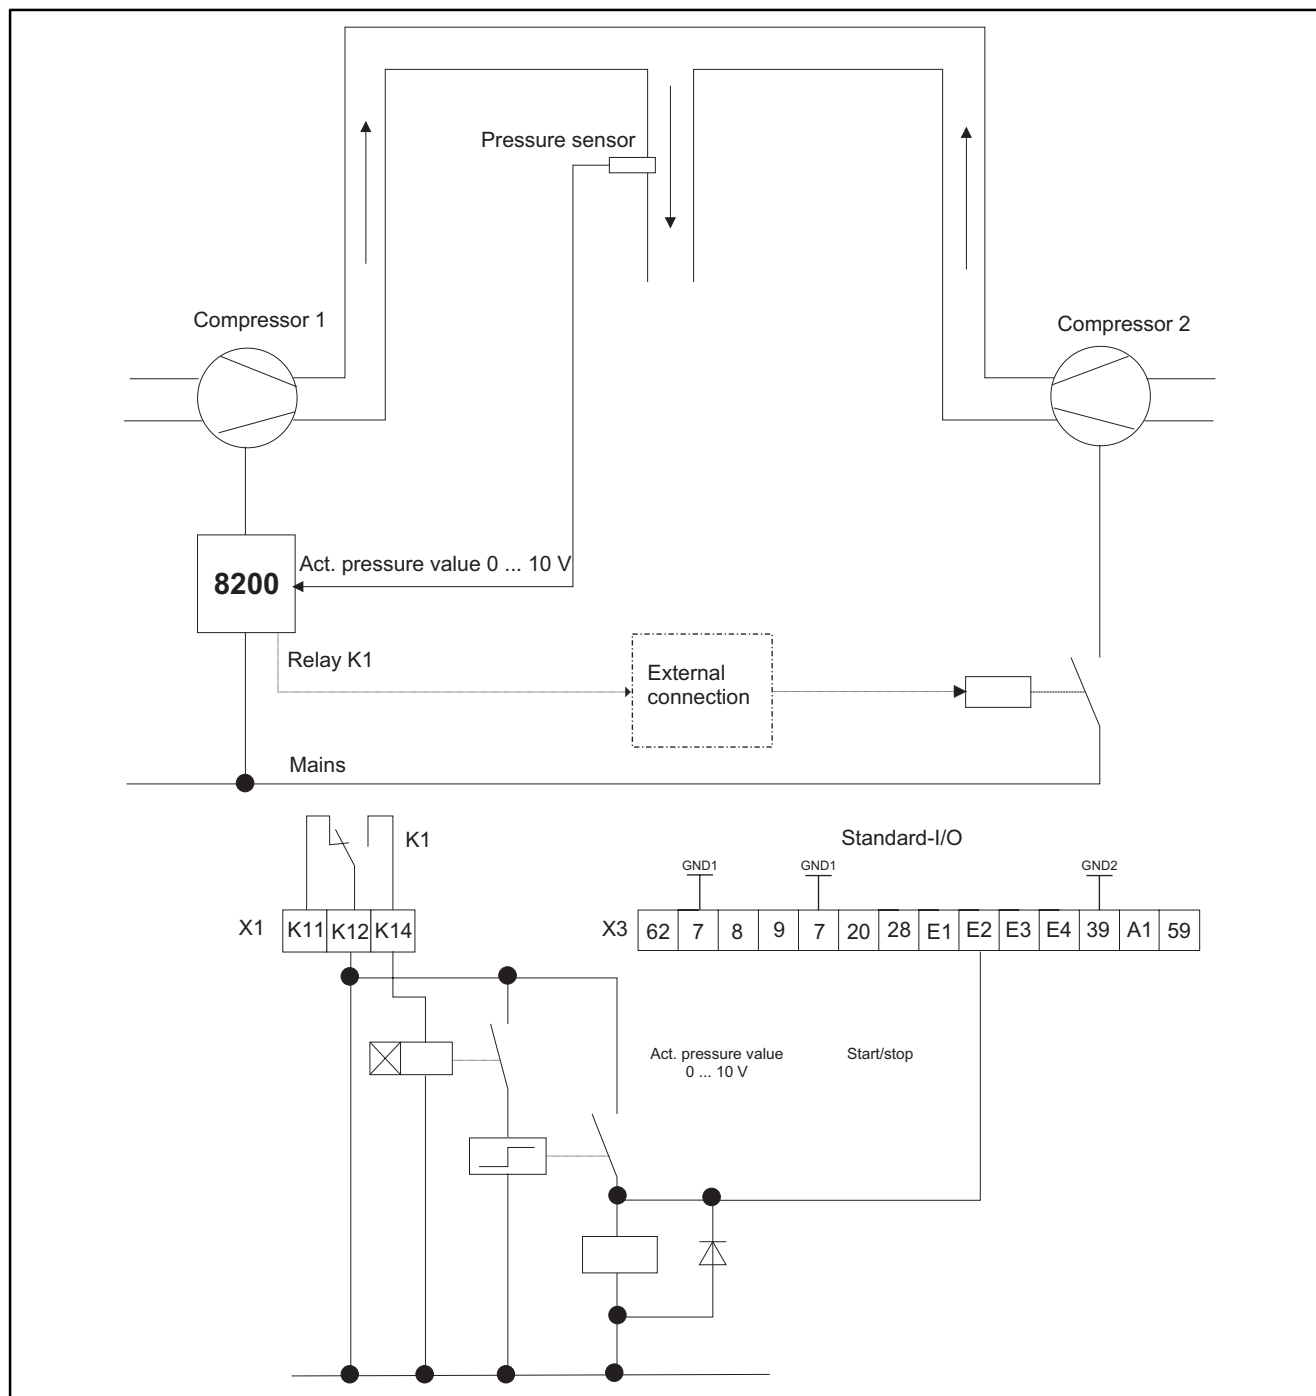 Pressure sensor
Compressor 1
Compressor 2
8200
Act. pressure value 0 ... 10 V
Relay K1
External
connection
Mains
K1
Standard-I/O
GND1
GND1
GND2
X1
K11
K12
K14
X3
62
7
8
9
7
20
28
E1
E2
E3
E4
39
A1
59
Act. pressure value
0 ... 10 V
Start/stop